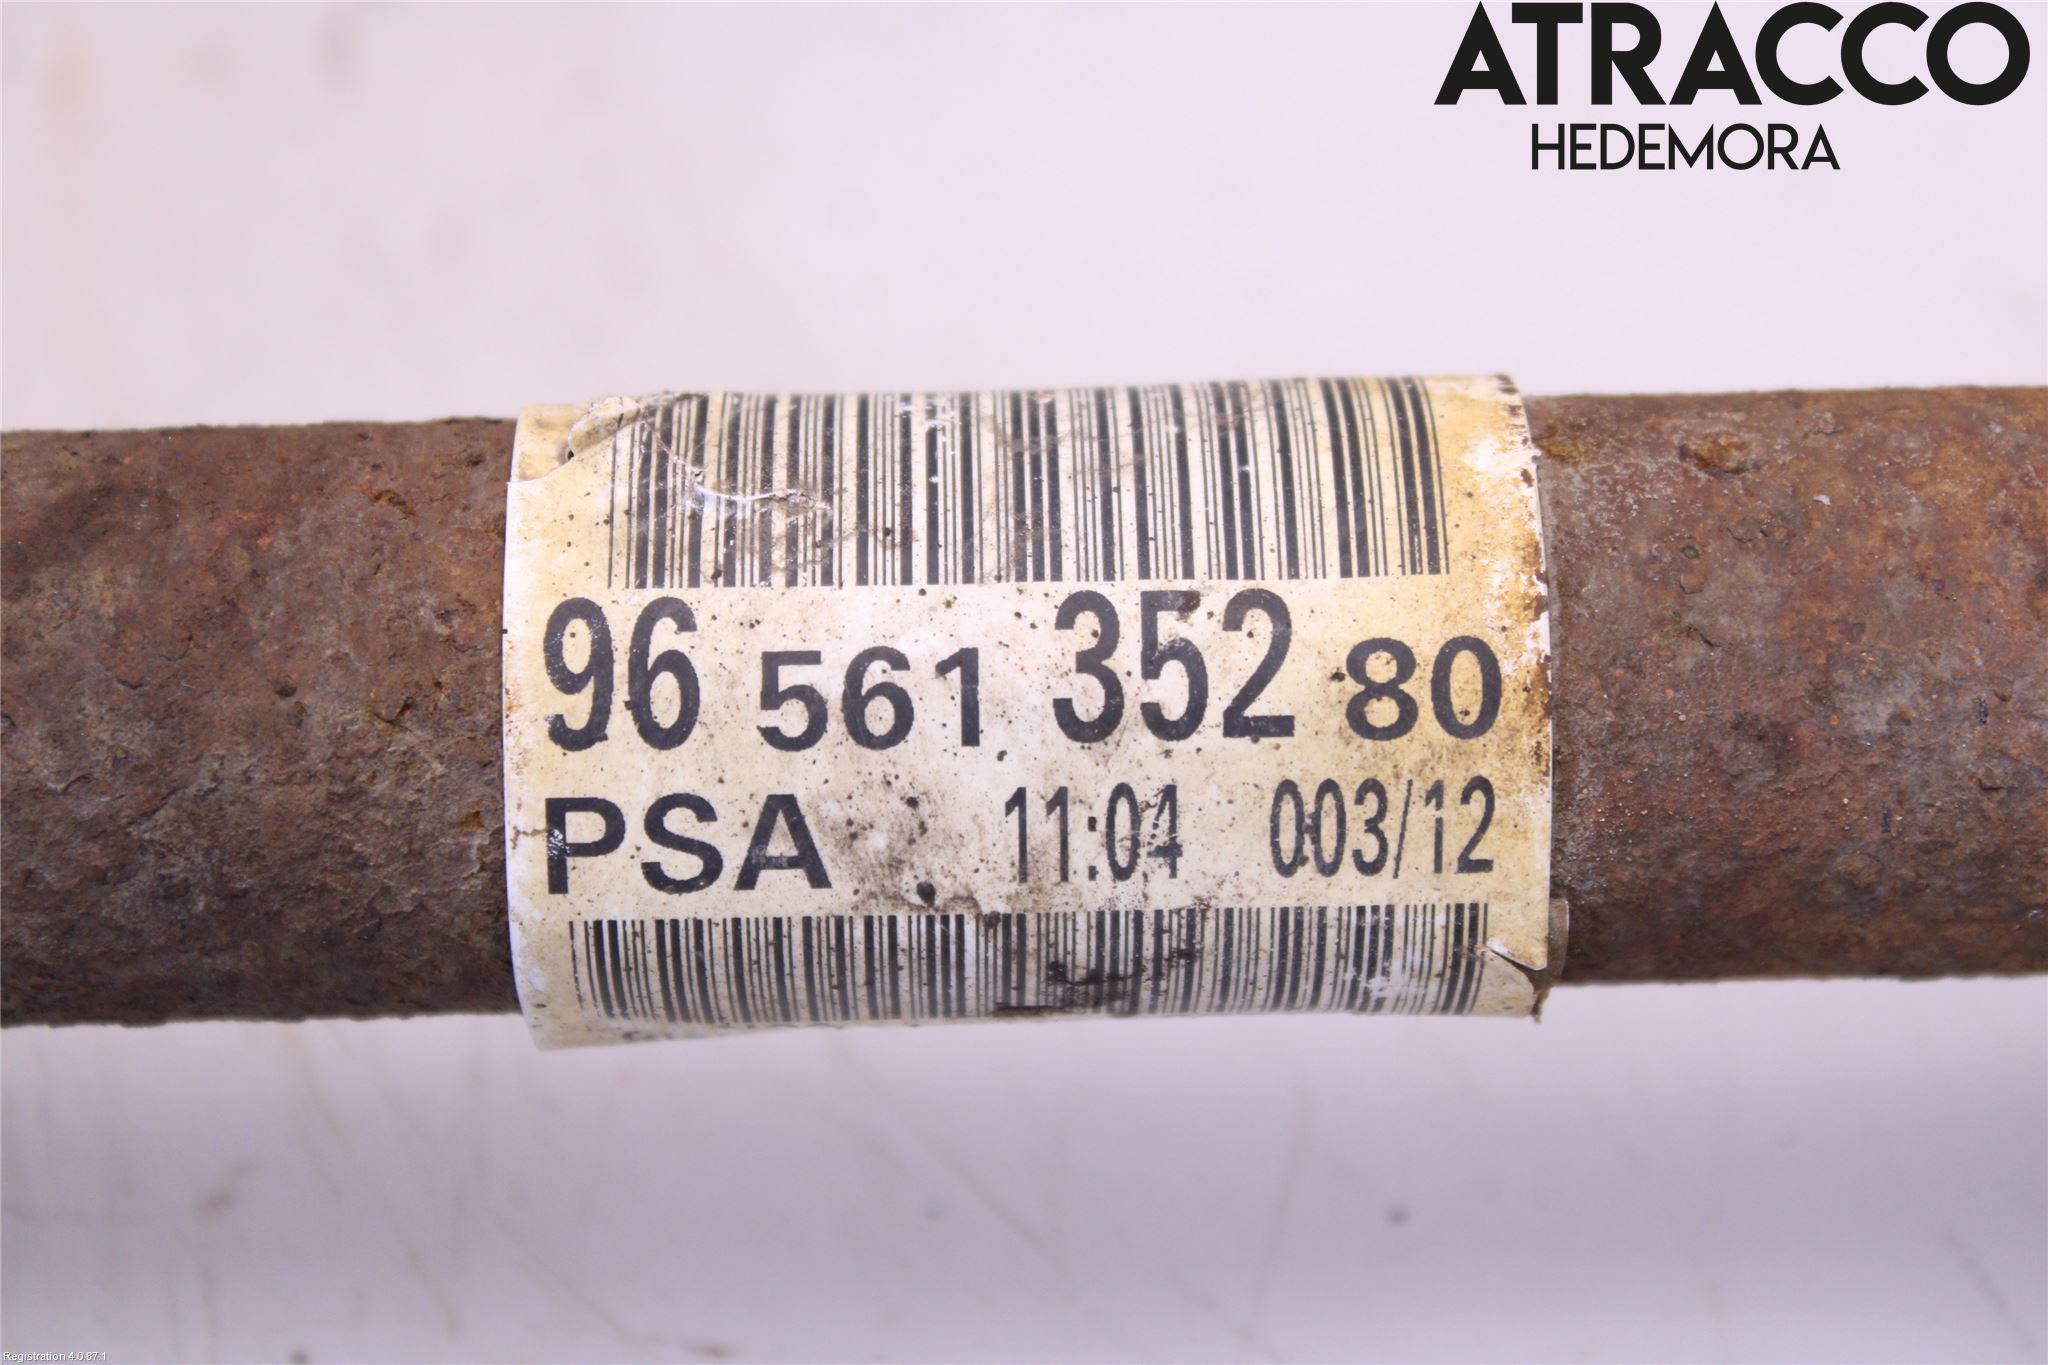 ATRACCO
HEDEMORA
96 561 352 80
PSA 11:04 003/12
Registration 4.0.87.1